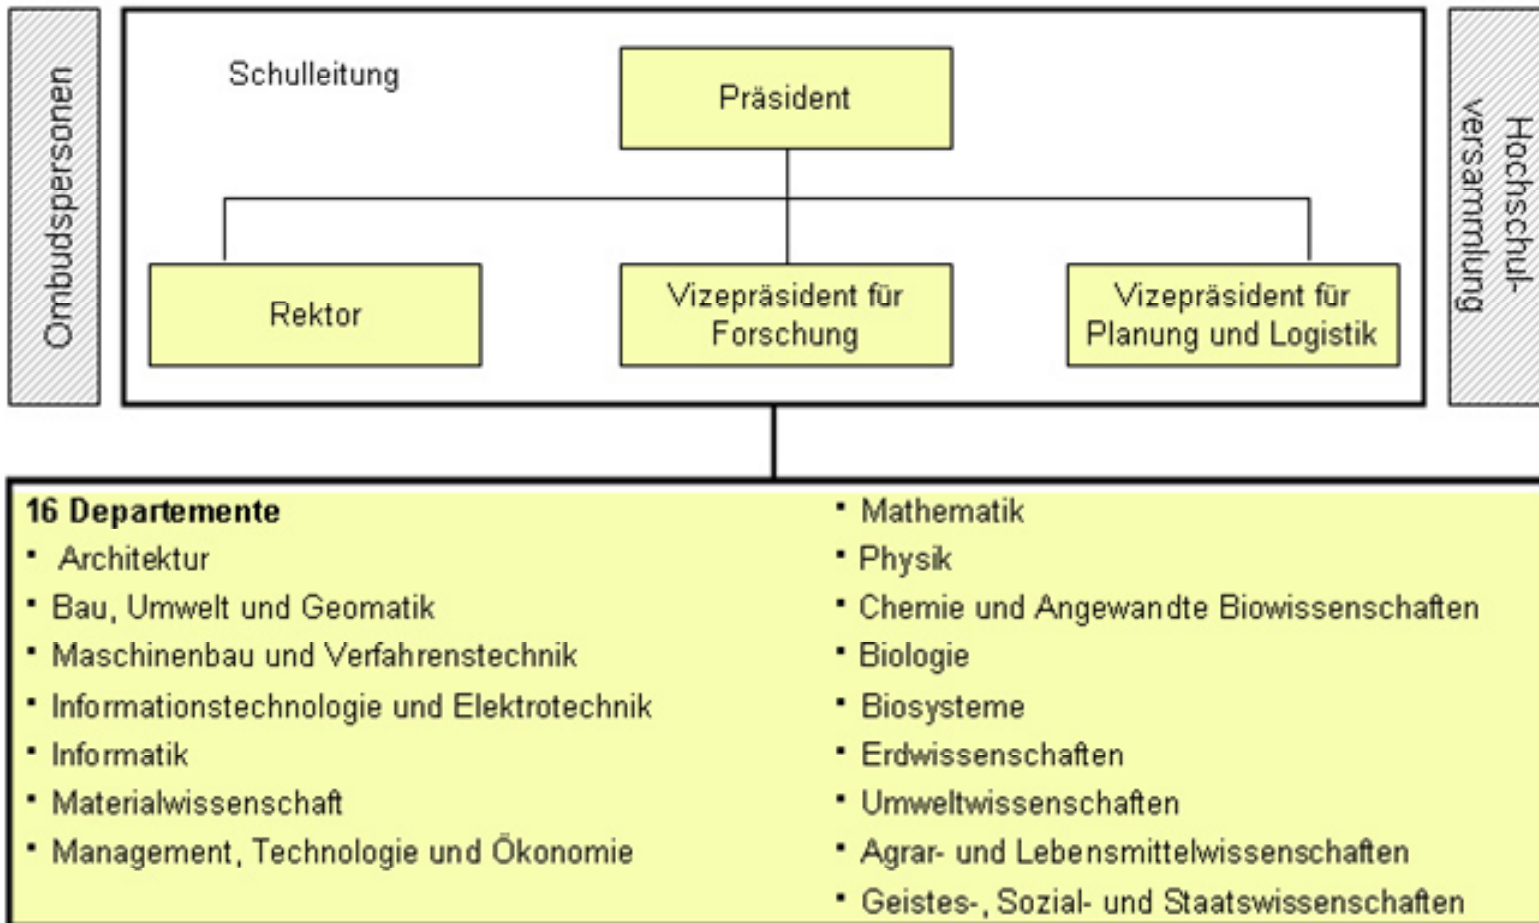 Ombudspersonen
Schulleitung
Präsident
Rektor
Vizepräsident für
Forschung
Vizepräsident für
Planung und Logistik
Hochschul-
versammlung
16 Departemente
▪ Architektur
▪ Bau, Umwelt und Geomatik
▪ Maschinenbau und Verfahrenstechnik
▪ Informationstechnologie und Elektrotechnik
▪ Informatik
▪ Materialwissenschaft
▪ Management, Technologie und Ökonomie
▪ Mathematik
▪ Physik
▪ Chemie und Angewandte Biowissenschaften
▪ Biologie
▪ Biosysteme
▪ Erdwissenschaften
▪ Umweltwissenschaften
▪ Agrar- und Lebensmittelwissenschaften
▪ Geistes-, Sozial- und Staatswissenschaften